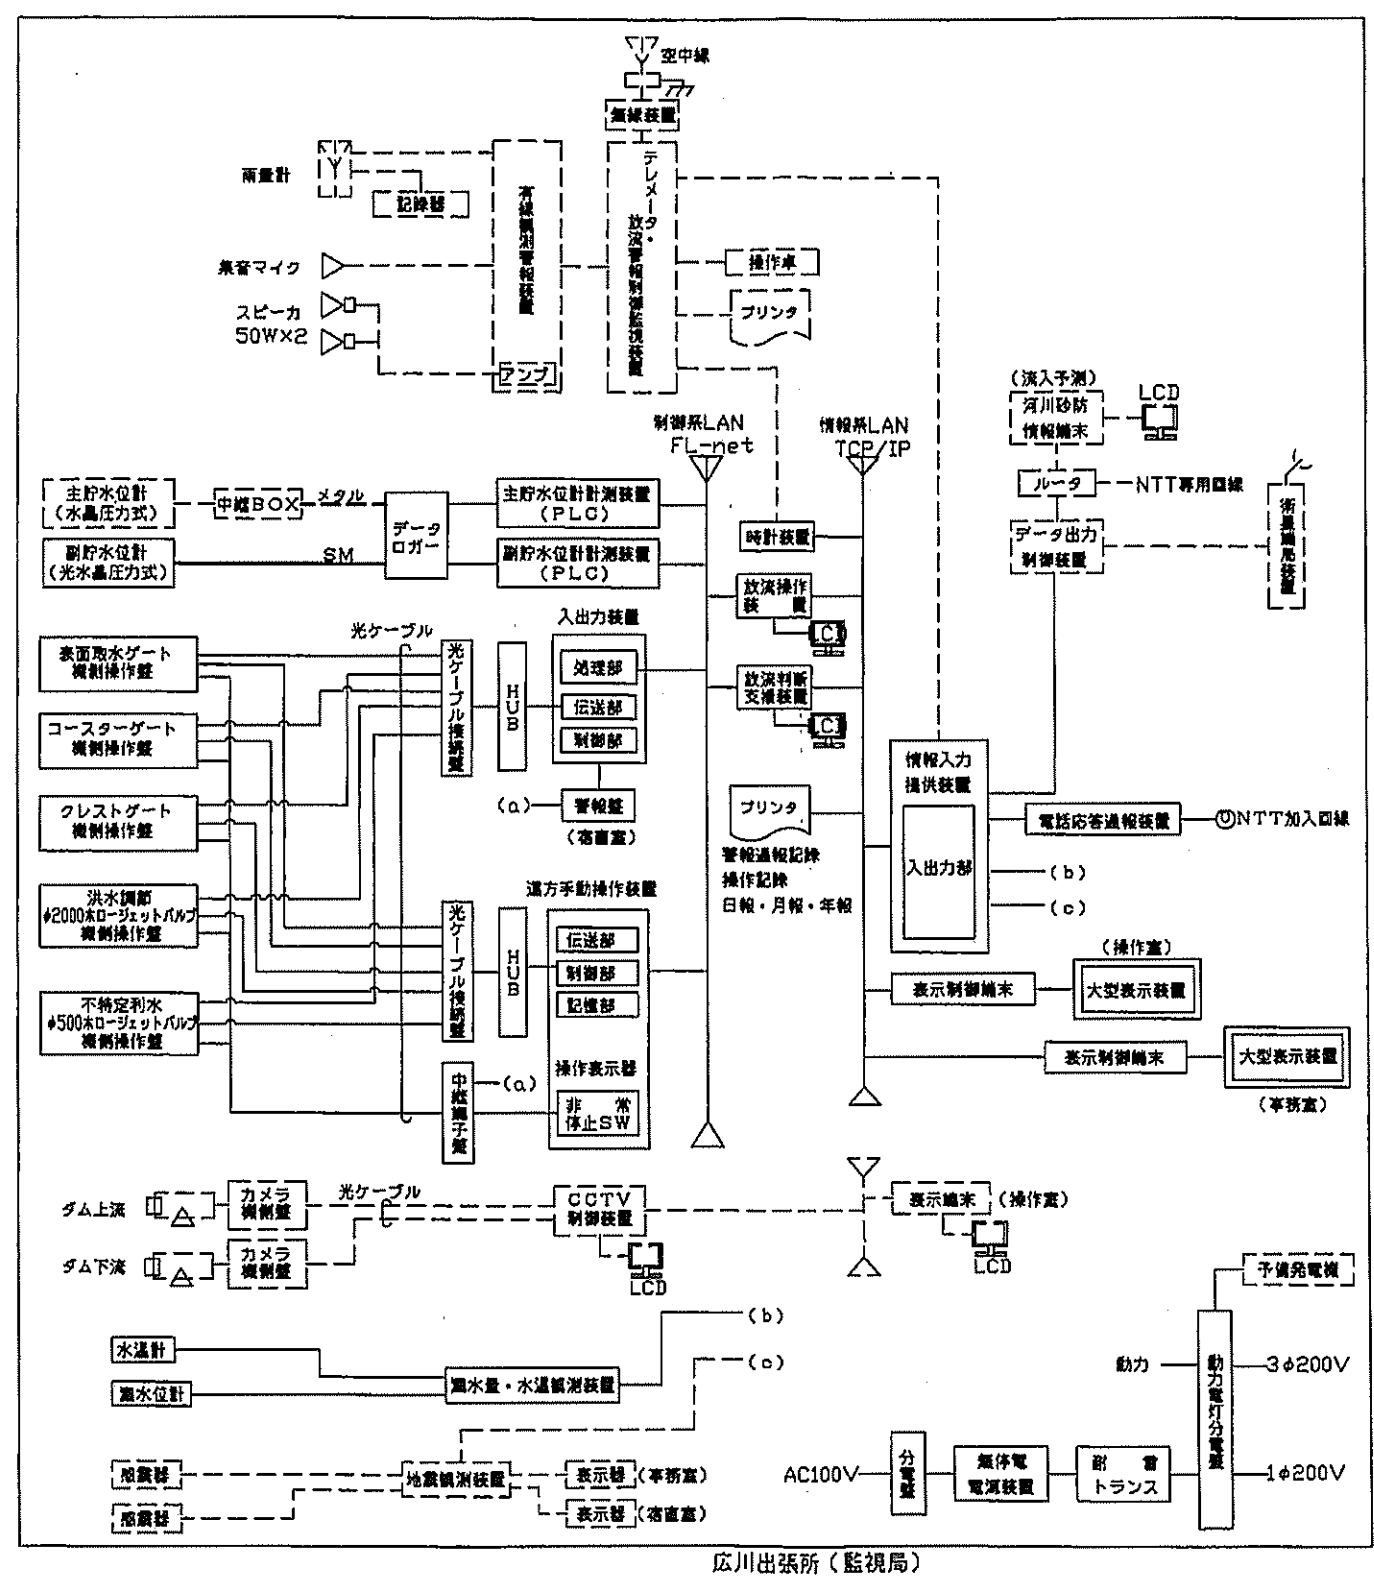 空中線
無線装置
雨量計
記録器
有線観測警報装置
テレメータ・
放流警報制御監視装置
集音マイク
操作卓
スピーカ
50W×2
プリンタ
アンプ
(流入予測)
河川砂防
情報端末
LCD
制御系LAN
FL-net
情報系LAN
TCP/IP
ルータ
NTT専用回線
主貯水位計
(水晶圧力式)
中継BOX
メタル
データ
ロガー
主貯水位計計測装置
(PLC)
時計装置
データ出力
制御装置
衛星端局装置
副貯水位計
(光水晶圧力式)
SM
副貯水位計計測装置
(PLC)
放流操作
装 置
光ケーブル
入出力装置
表面取水ゲート
機側操作盤
光ケーブル接続盤
HUB
処理部
伝送部
制御部
放流判断
支援装置
コースターゲート
機側操作盤
情報入力
提供装置
クレストゲート
機側操作盤
(a)
警報盤
(宿直室)
プリンタ
警報通報記録
操作記録
日報・月報・年報
入出力部
電話応答通報装置
NTT加入回線
(b)
(c)
洪水調節
φ2000ホロージェットバルブ
機側操作盤
光ケーブル接続盤
HUB
遠方手動操作装置
伝送部
制御部
記憶部
(操作室)
表示制御端末
大型表示装置
不特定利水
φ500ホロージェットバルブ
機側操作盤
表示制御端末
大型表示装置
(事務室)
中継端子盤
(a)
操作表示器
非 常
停止SW
ダム上流
カメラ
機側盤
光ケーブル
CCTV
制御装置
表示端末
(操作室)
ダム下流
カメラ
機側盤
LCD
LCD
予備発電機
(b)
水温計
(c)
動力
動力電灯分電盤
3φ200V
漏水位計
漏水量・水温観測装置
感震器
地震観測装置
表示器
(事務室)
AC100V
分電盤
無停電
電源装置
耐 雷
トランス
1φ200V
感震器
表示器
(宿直室)
広川出張所(監視局)